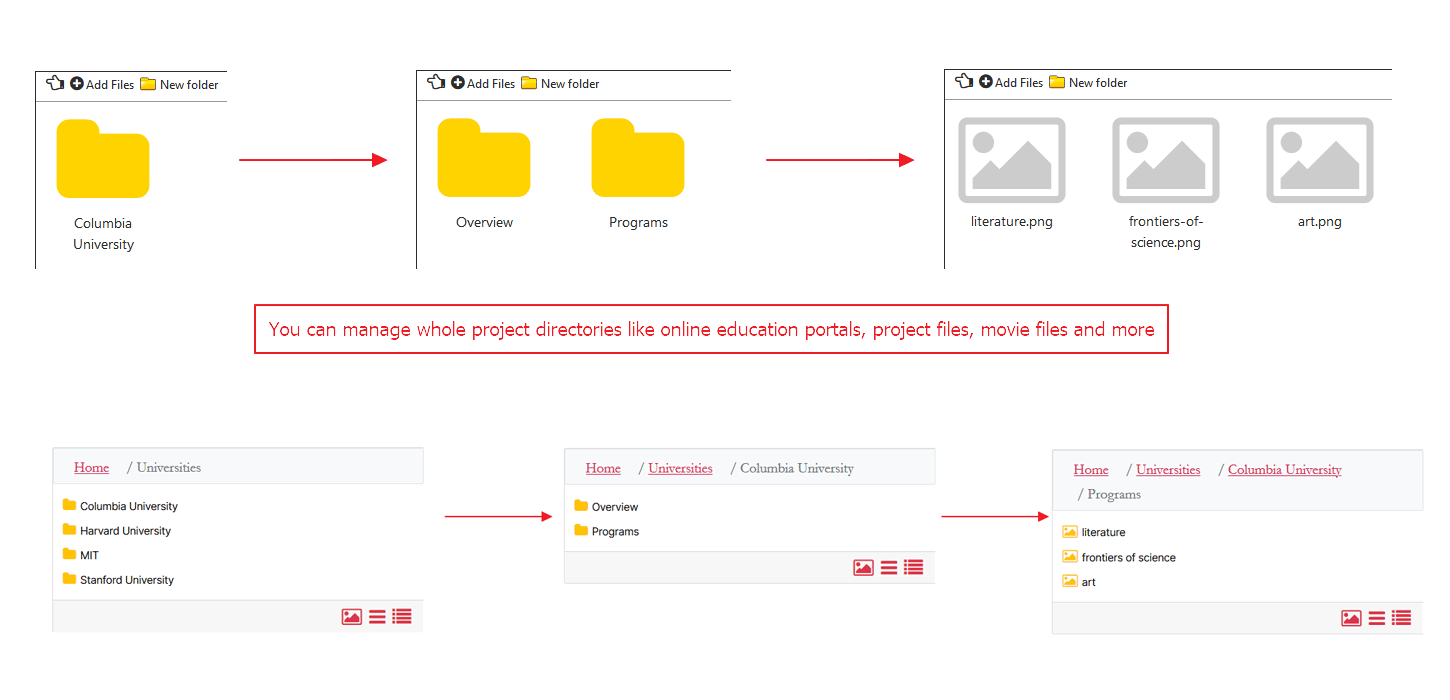 Add Files New folder
Columbia
University
Add Files New folder
Overview Programs
Add Files New folder
literature.png frontiers-of-
science.png art.png
You can manage whole project directories like online education portals, project files, movie files and more
Home / Universities
Columbia University
Harvard University
MIT
Stanford University
Home / Universities / Columbia University
Overview
Programs
Home / Universities / Columbia University
/ Programs
literature
frontiers of science
art